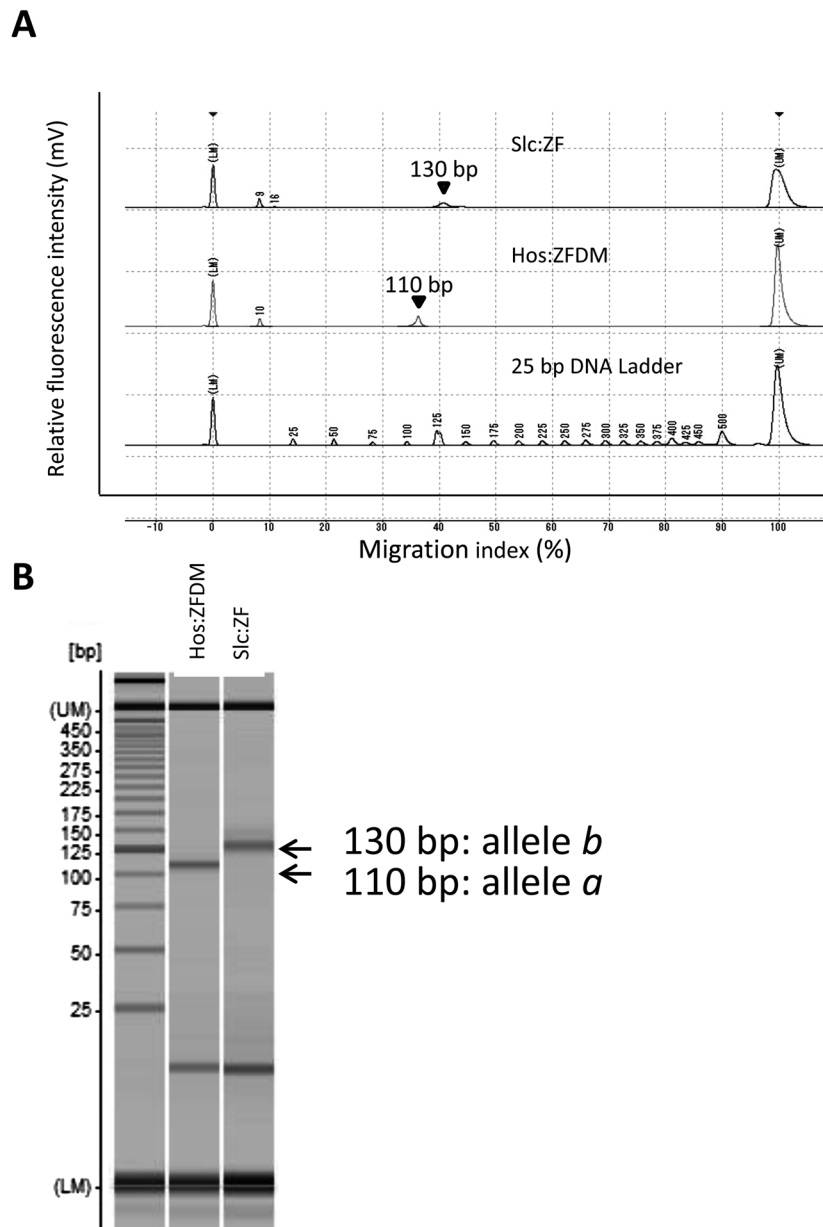 A
Relative fluorescence intensity (mV)
Slc:ZF
130 bp
(LM)
9
16
(UM)
Hos:ZFDM
110 bp
(LM)
10
(UM)
25 bp DNA Ladder
(LM)
25
50
75
100
125
150
175
200
225
250
275
300
325
350
375
400
425
450
500
(UM)
-10 0 10 20 30 40 50 60 70 80 90 100
Migration index (%)
B
Hos:ZFDM
Slc:ZF
[bp]
(UM)
450
350
275
225
175
150
125
100
75
50
25
(LM)
130 bp: allele b
110 bp: allele a